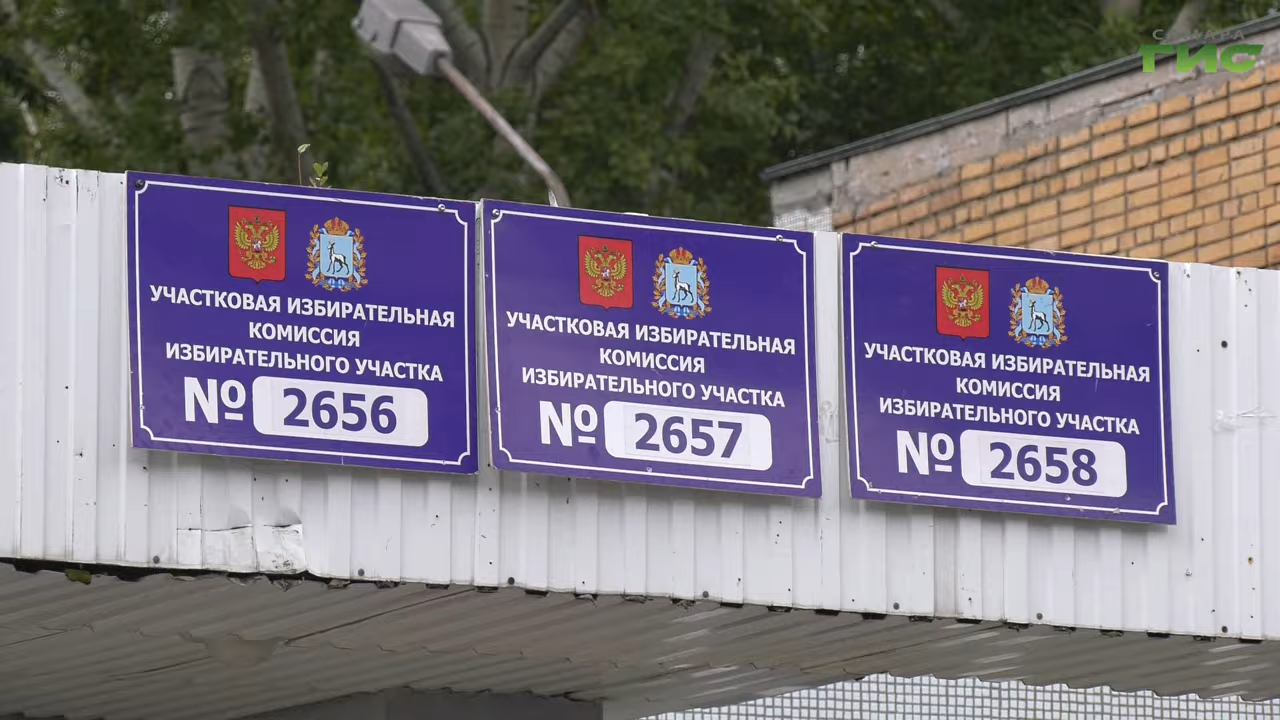 САМАРА
ГИС
УЧАСТКОВАЯ ИЗБИРАТЕЛЬНАЯ
КОМИССИЯ
ИЗБИРАТЕЛЬНОГО УЧАСТКА
№ 2656
УЧАСТКОВАЯ ИЗБИРАТЕЛЬНАЯ
КОМИССИЯ
ИЗБИРАТЕЛЬНОГО УЧАСТКА
№ 2657
УЧАСТКОВАЯ ИЗБИРАТЕЛЬНАЯ
КОМИССИЯ
ИЗБИРАТЕЛЬНОГО УЧАСТКА
№ 2658